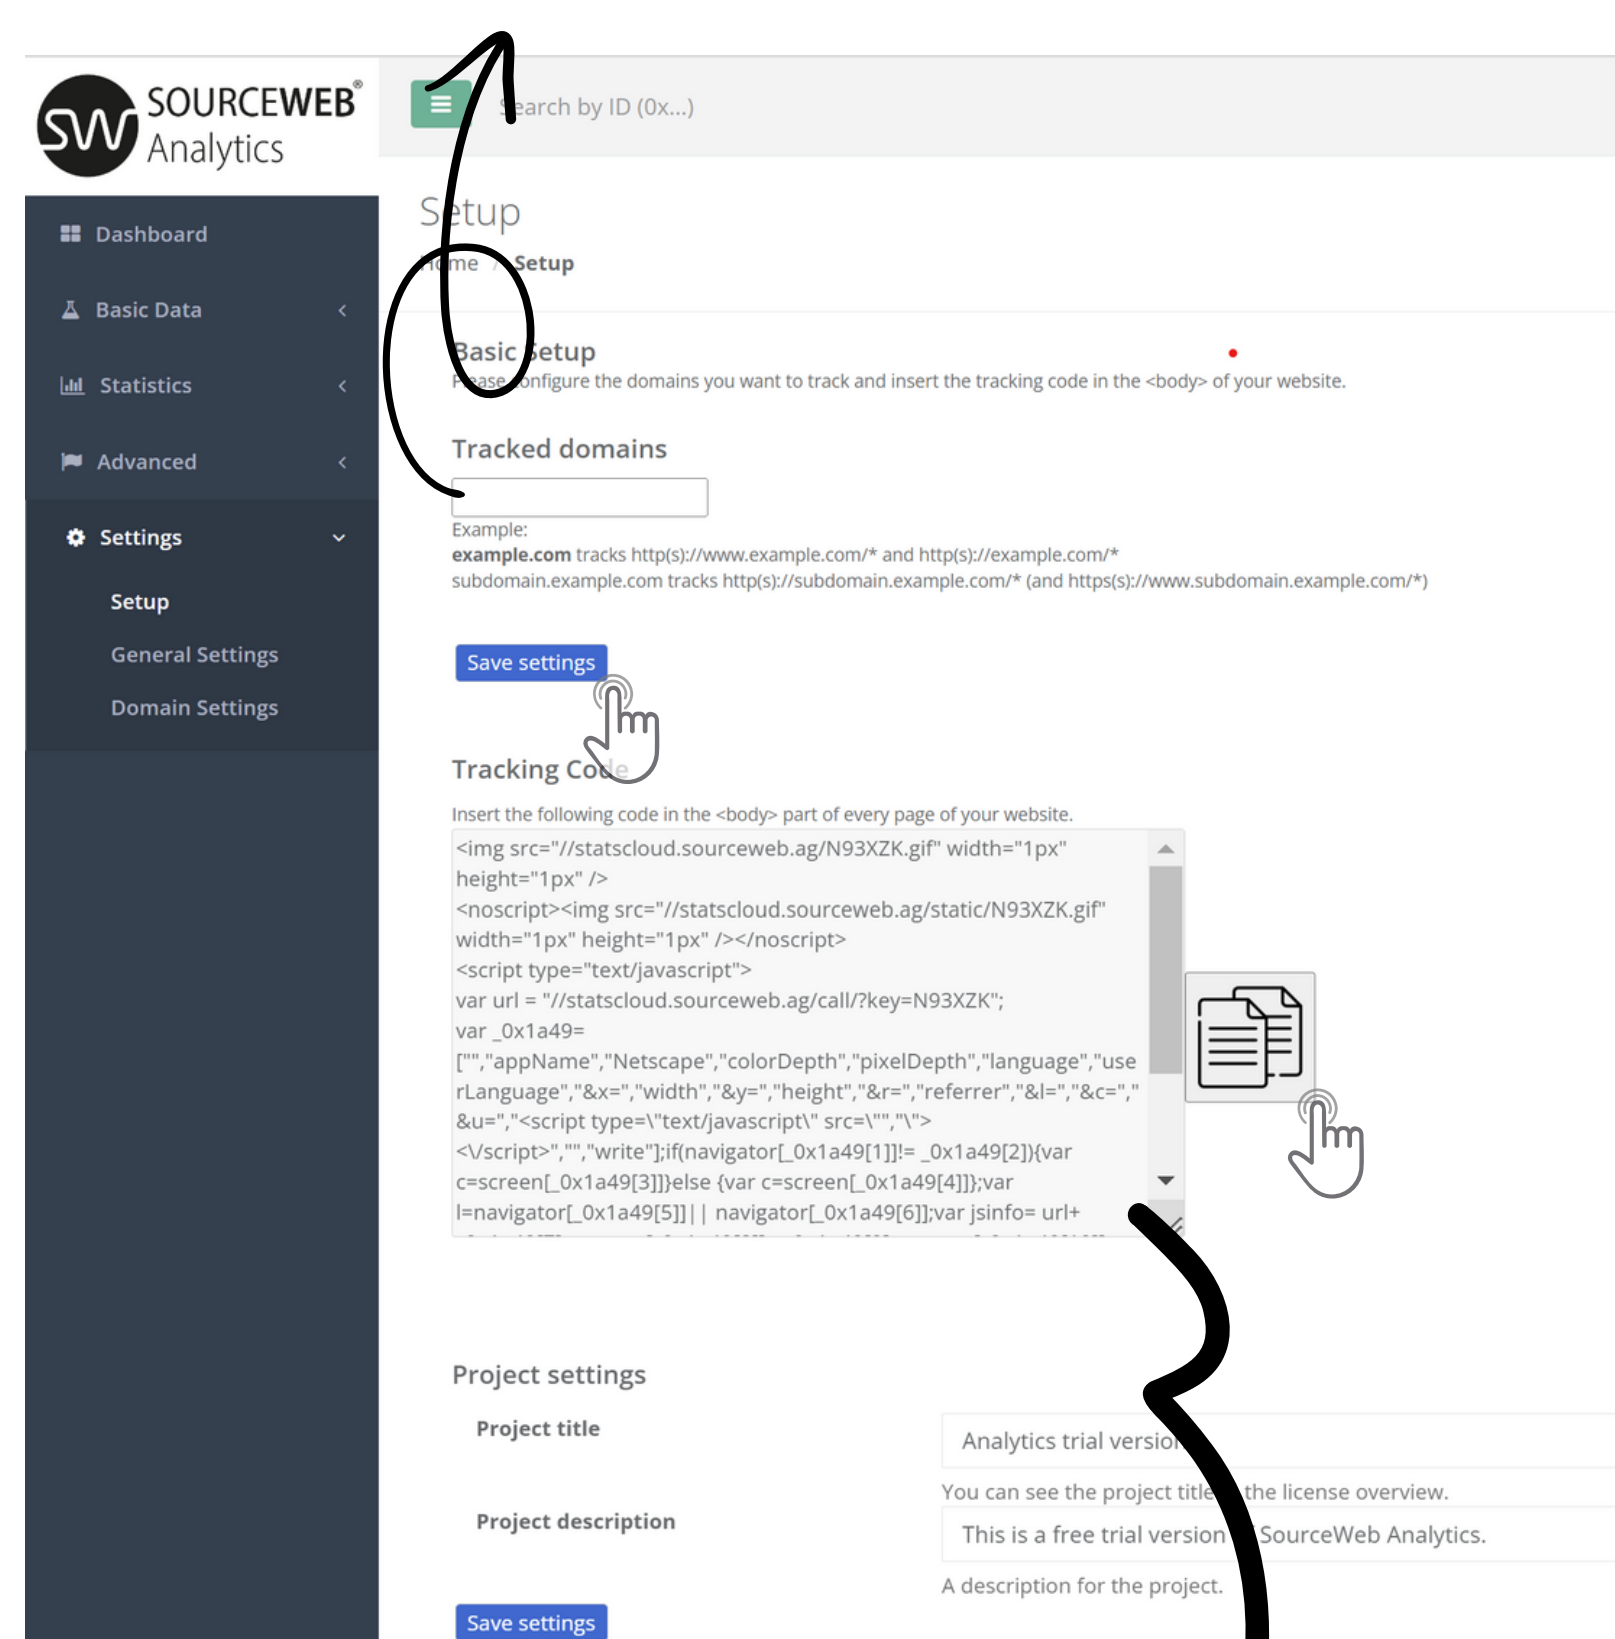 SW SOURCEWEB®
Analytics
Search by ID (0x...)
Dashboard
Basic Data
Statistics
Advanced
Settings
Setup
General Settings
Domain Settings
Setup
Home / Setup
Basic Setup
Please configure the domains you want to track and insert the tracking code in the <body> of your website.
Tracked domains
Example:
example.com tracks http(s)://www.example.com/* and http(s)://example.com/*
subdomain.example.com tracks http(s)://subdomain.example.com/* (and https(s)://www.subdomain.example.com/*)
Save settings
Tracking Code
Insert the following code in the <body> part of every page of your website.
<img src="//statscloud.sourceweb.ag/N93XZK.gif" width="1px"
height="1px" />
<noscript><img src="//statscloud.sourceweb.ag/static/N93XZK.gif"
width="1px" height="1px" /></noscript>
<script type="text/javascript">
var url = "//statscloud.sourceweb.ag/call/?key=N93XZK";
var _0x1a49=
["","appName","Netscape","colorDepth","pixelDepth","language","use
rLanguage","&x=","width","&y=","height","&r=","referrer","&l=","&c=","
&u=","<script type=\"text/javascript\" src=\"","\">
<\/script>","","write"];if(navigator[_0x1a49[1]]!= _0x1a49[2]){var
c=screen[_0x1a49[3]]}else {var c=screen[_0x1a49[4]]};var
l=navigator[_0x1a49[5]]|| navigator[_0x1a49[6]];var jsinfo= url+
Project settings
Project title
Analytics trial version
You can see the project title the license overview.
Project description
This is a free trial version SourceWeb Analytics.
A description for the project.
Save settings